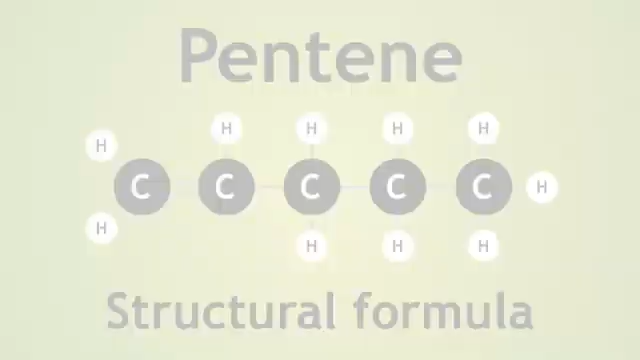 Pentene
H H H H H
C C C C C H
H H H H
Structural formula